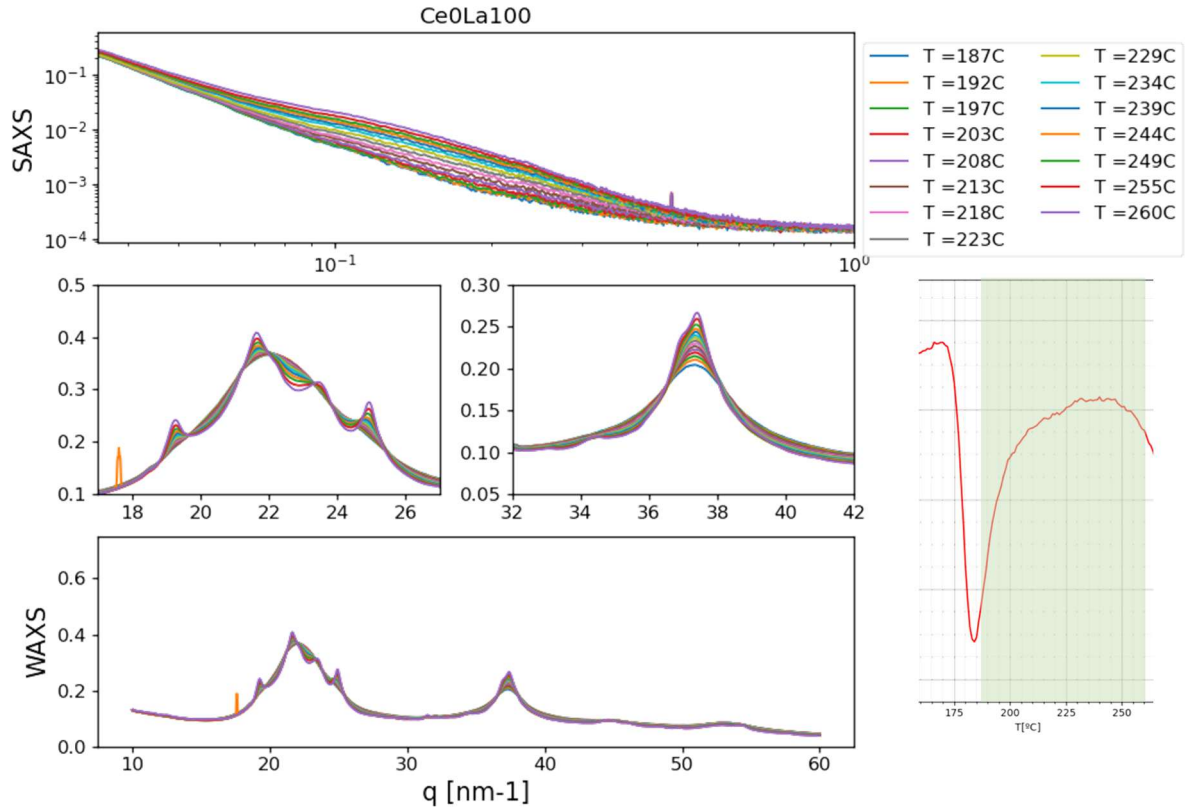 Ce0La100
SAXS
10⁻¹
10⁻²
10⁻³
10⁻⁴
10⁻¹
10⁰
T =187C
T =192C
T =197C
T =203C
T =208C
T =213C
T =218C
T =223C
T =229C
T =234C
T =239C
T =244C
T =249C
T =255C
T =260C
0.5
0.4
0.3
0.2
0.1
18 20 22 24 26
0.30
0.25
0.20
0.15
0.10
0.05
32 34 36 38 40 42
175 200 225 250
T[ºC]
WAXS
0.6
0.4
0.2
0.0
10 20 30 40 50 60
q [nm-1]